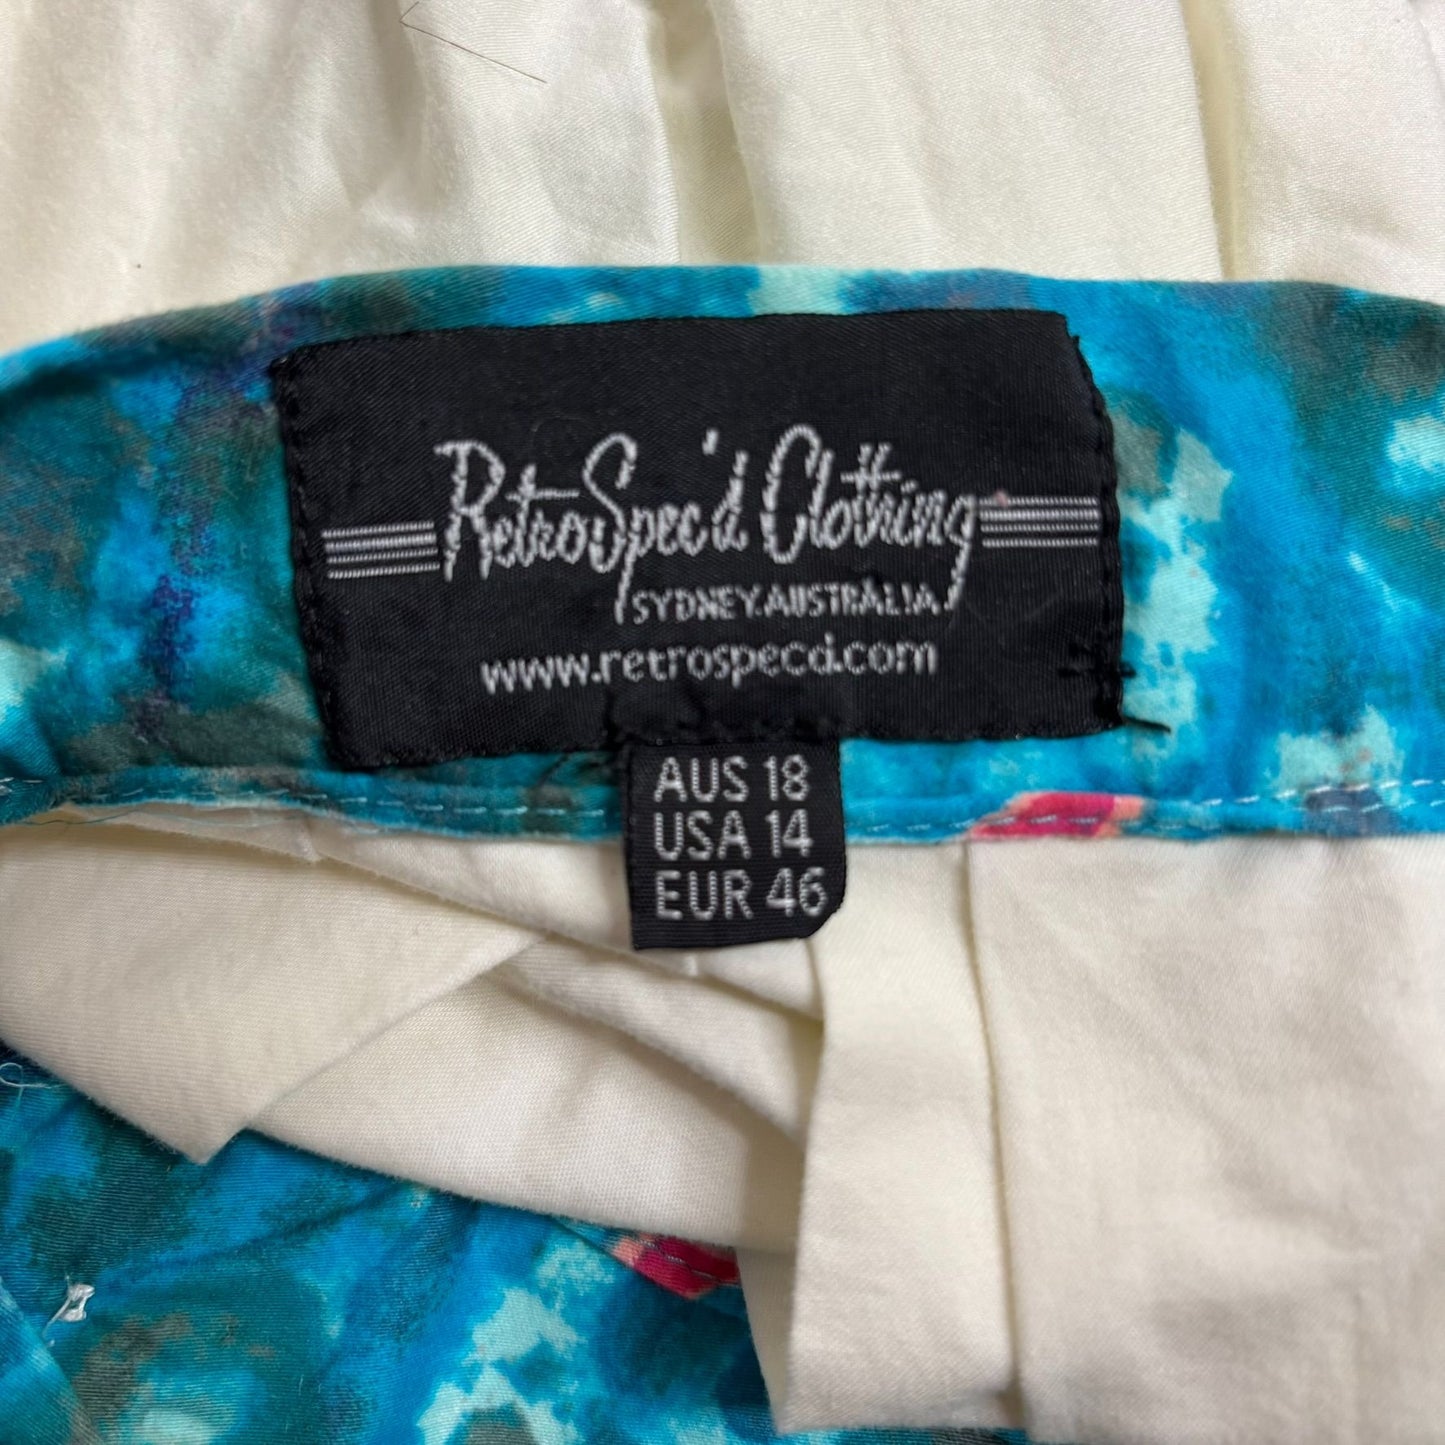 RetroSpec'd Clothing
SYDNEY.AUSTRALIA
www.retrospecd.com
AUS 18
USA 14
EUR 46